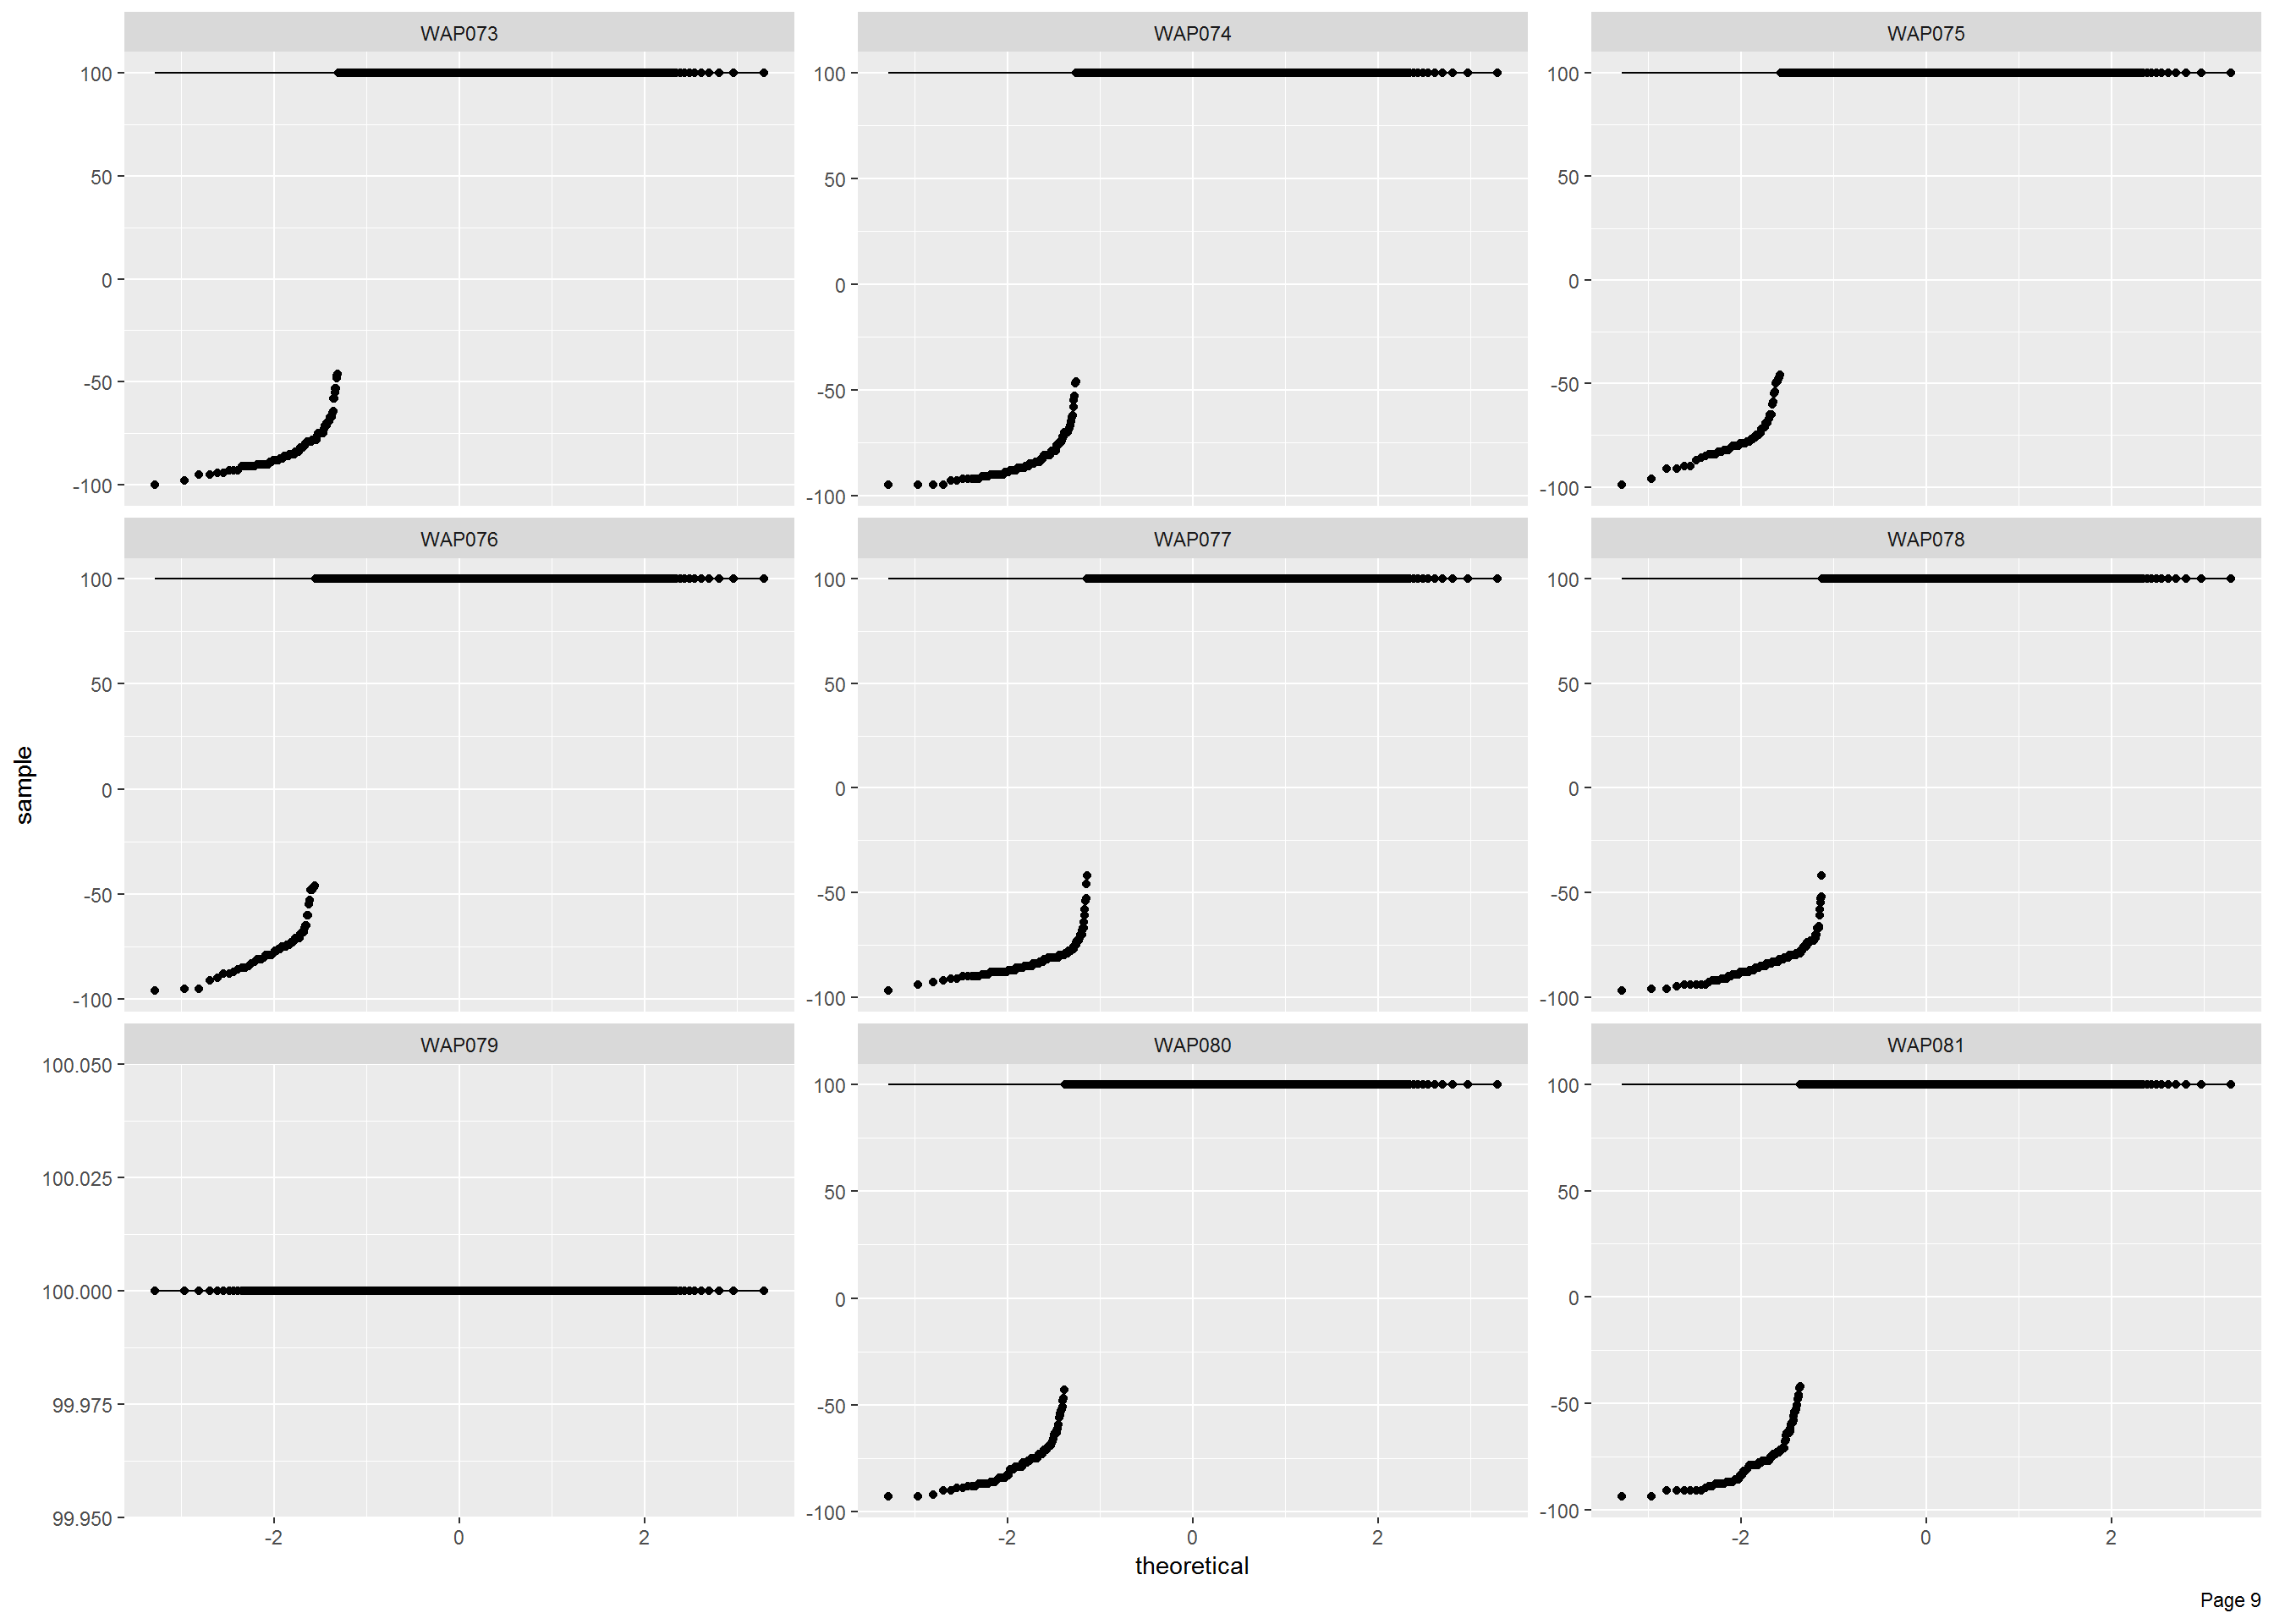 WAP073 WAP074 WAP075
100 100 100
50 50 50
0 0 0
-50 -50 -50
-100 -100 -100
WAP076 WAP077 WAP078
100 100 100
50 50 50
sample
0 0 0
-50 -50 -50
-100 -100 -100
WAP079 WAP080 WAP081
100.050 100 100
100.025 50 50
100.000 0 0
99.975 -50 -50
99.950 -100 -100
-2 0 2 -2 0 2 -2 0 2
theoretical
Page 9